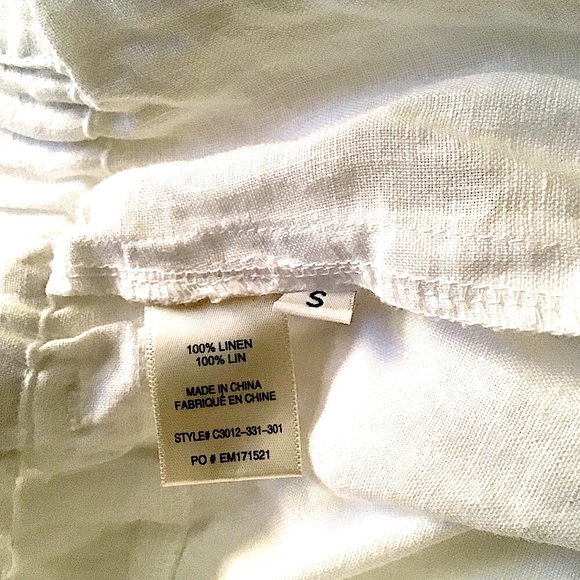 S
100% LINEN
100% LIN
MADE IN CHINA
FABRIQUÉ EN CHINE
STYLE# C3012-331-301
PO # EM171521